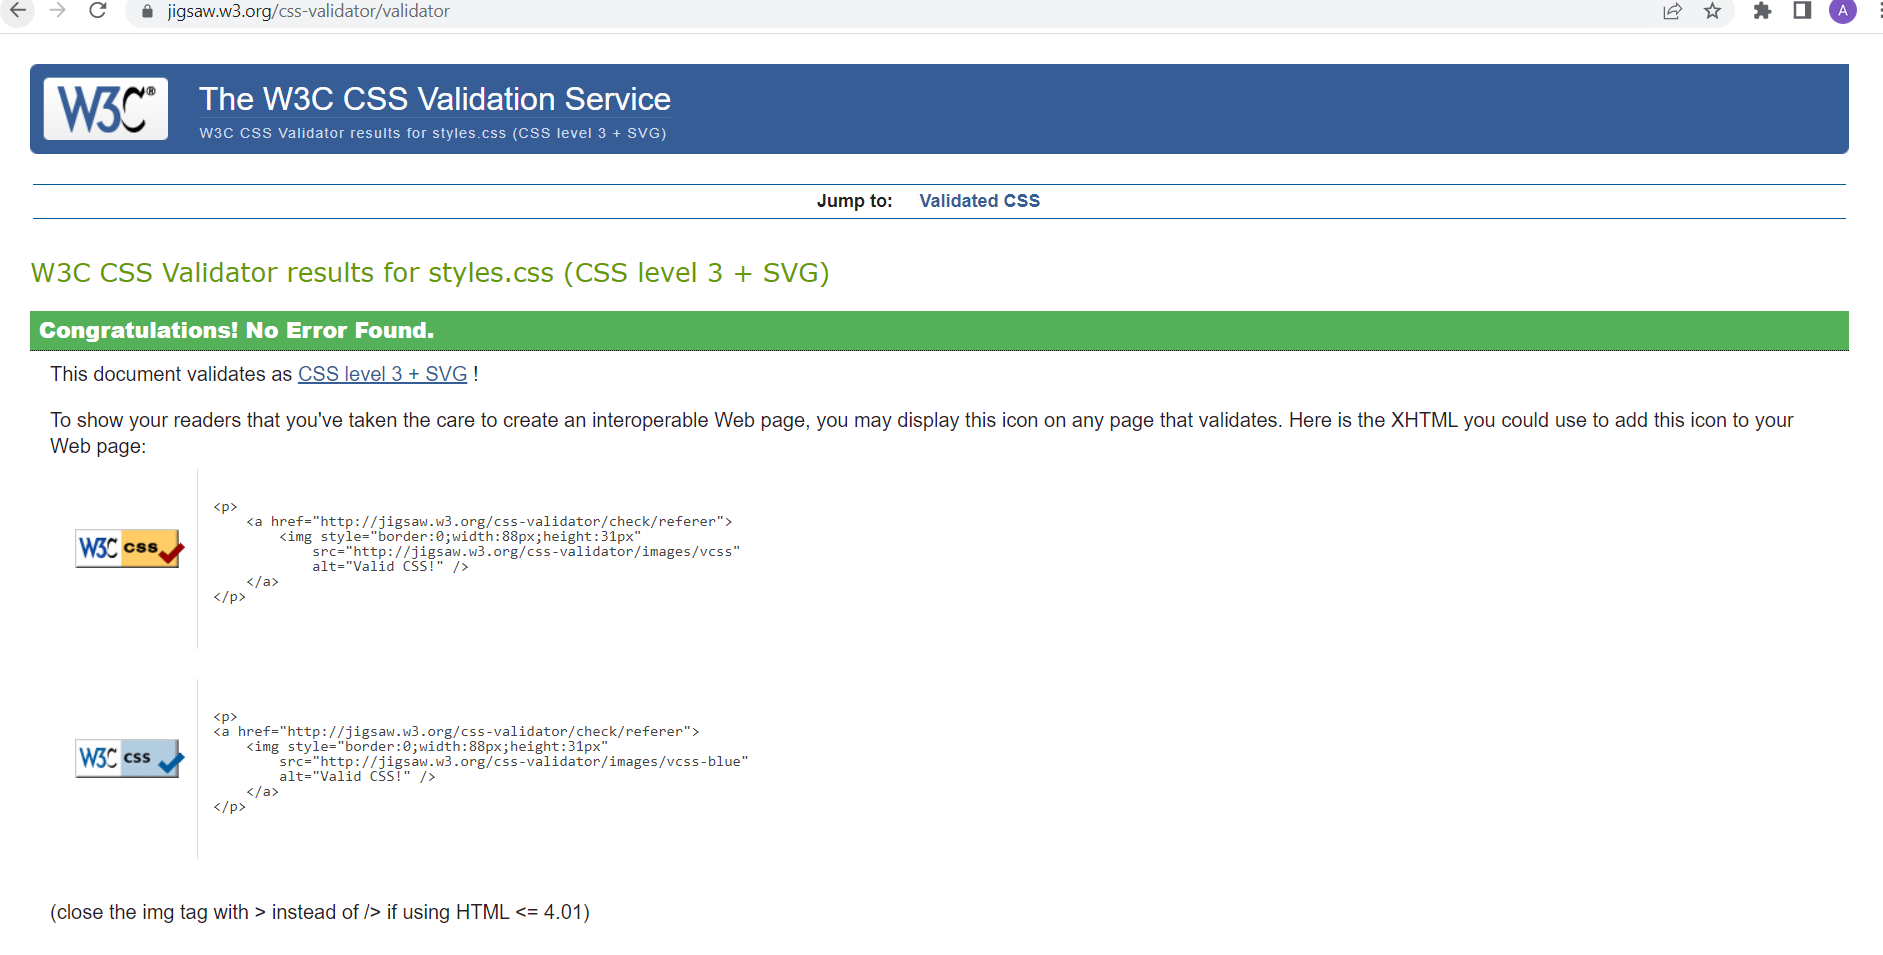 jigsaw.w3.org/css-validator/validator
A
W3C®
The W3C CSS Validation Service
W3C CSS Validator results for styles.css (CSS level 3 + SVG)
Jump to: Validated CSS
W3C CSS Validator results for styles.css (CSS level 3 + SVG)
Congratulations! No Error Found.
This document validates as CSS level 3 + SVG !
To show your readers that you've taken the care to create an interoperable Web page, you may display this icon on any page that validates. Here is the XHTML you could use to add this icon to your
Web page:
W3C css
<p>
    <a href="http://jigsaw.w3.org/css-validator/check/referer">
        <img style="border:0;width:88px;height:31px"
            src="http://jigsaw.w3.org/css-validator/images/vcss"
            alt="Valid CSS!" />
    </a>
</p>
W3C css
<p>
<a href="http://jigsaw.w3.org/css-validator/check/referer">
    <img style="border:0;width:88px;height:31px"
        src="http://jigsaw.w3.org/css-validator/images/vcss-blue"
        alt="Valid CSS!" />
    </a>
</p>
(close the img tag with > instead of /> if using HTML <= 4.01)